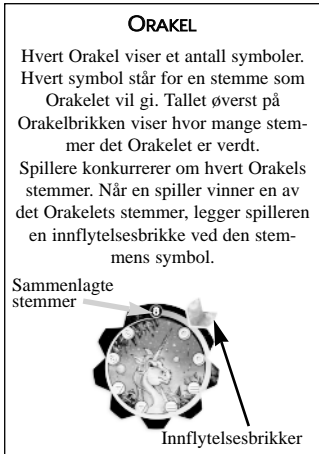 ORAKEL
Hvert Orakel viser et antall symboler.
Hvert symbol står for en stemme som
Orakelet vil gi. Tallet øverst på
Orakelbrikken viser hvor mange stem-
mer det Orakelet er verdt.
Spillere konkurrerer om hvert Orakels
stemmer. Når en spiller vinner en av
det Orakelets stemmer, legger spilleren
en innflytelsesbrikke ved den stem-
mens symbol.
Sammenlagte
stemmer
Innflytelsesbrikker